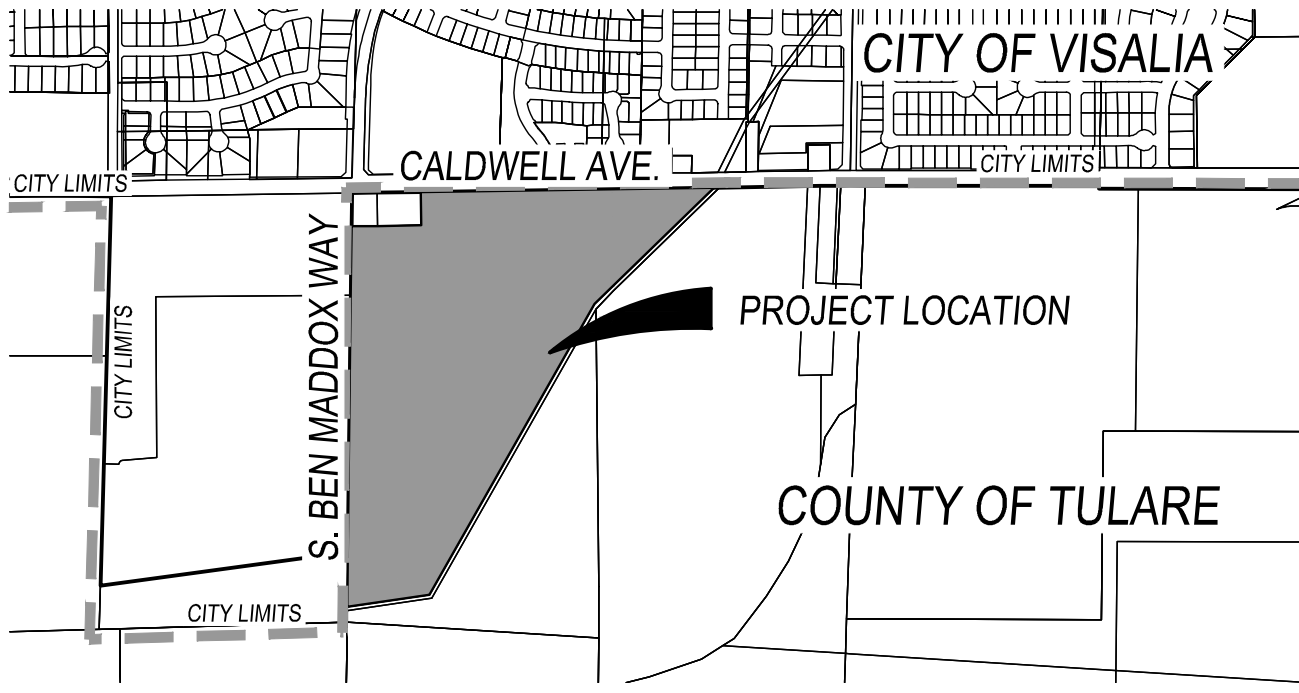 CITY OF VISALIA
CALDWELL AVE.
CITY LIMITS
CITY LIMITS
S. BEN MADDOX WAY
CITY LIMITS
PROJECT LOCATION
COUNTY OF TULARE
CITY LIMITS